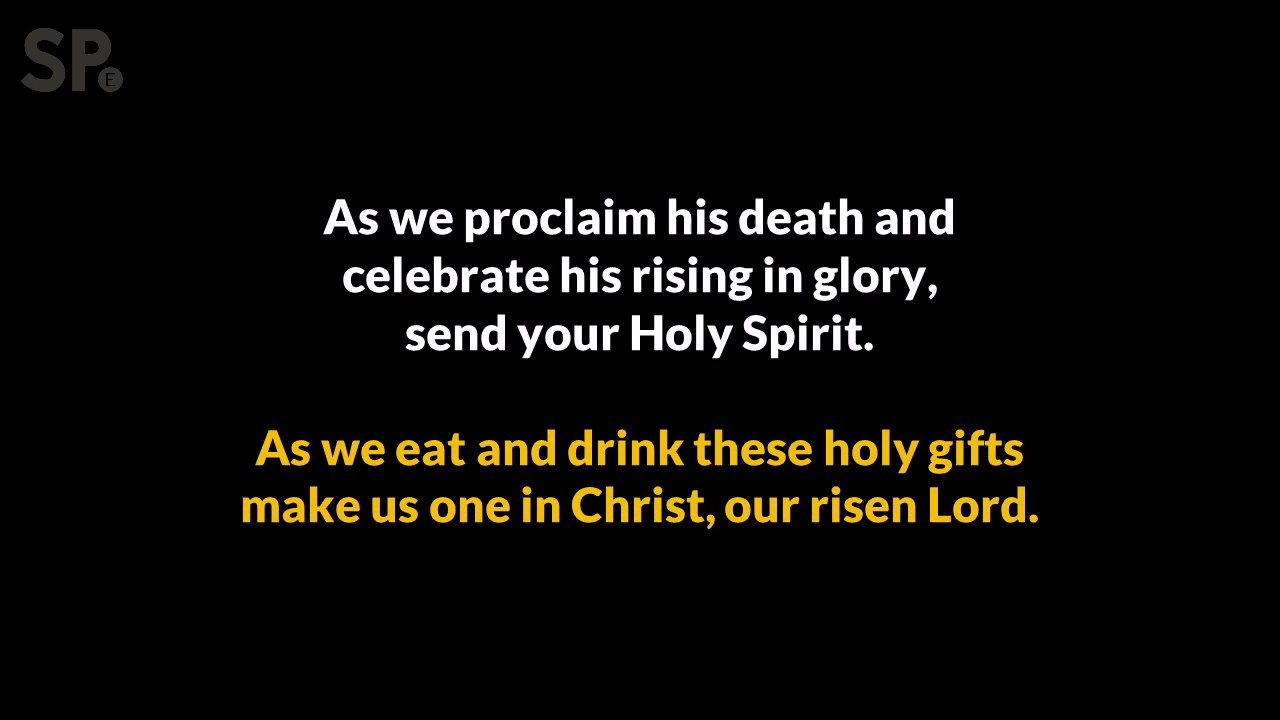 SP
E
As we proclaim his death and
celebrate his rising in glory,
send your Holy Spirit.
As we eat and drink these holy gifts
make us one in Christ, our risen Lord.